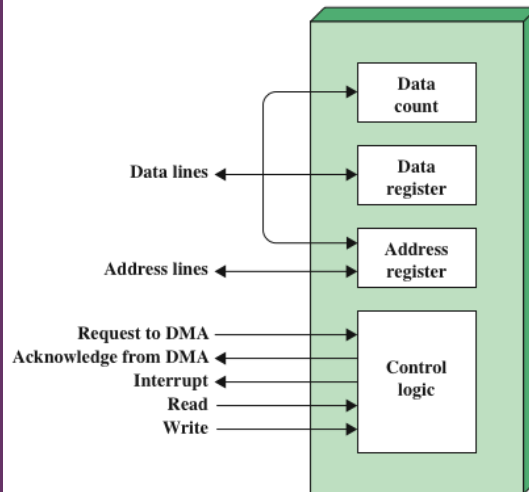 Data
count
Data lines
Data
register
Address
register
Address lines
Request to DMA
Acknowledge from DMA
Interrupt
Read
Write
Control
logic